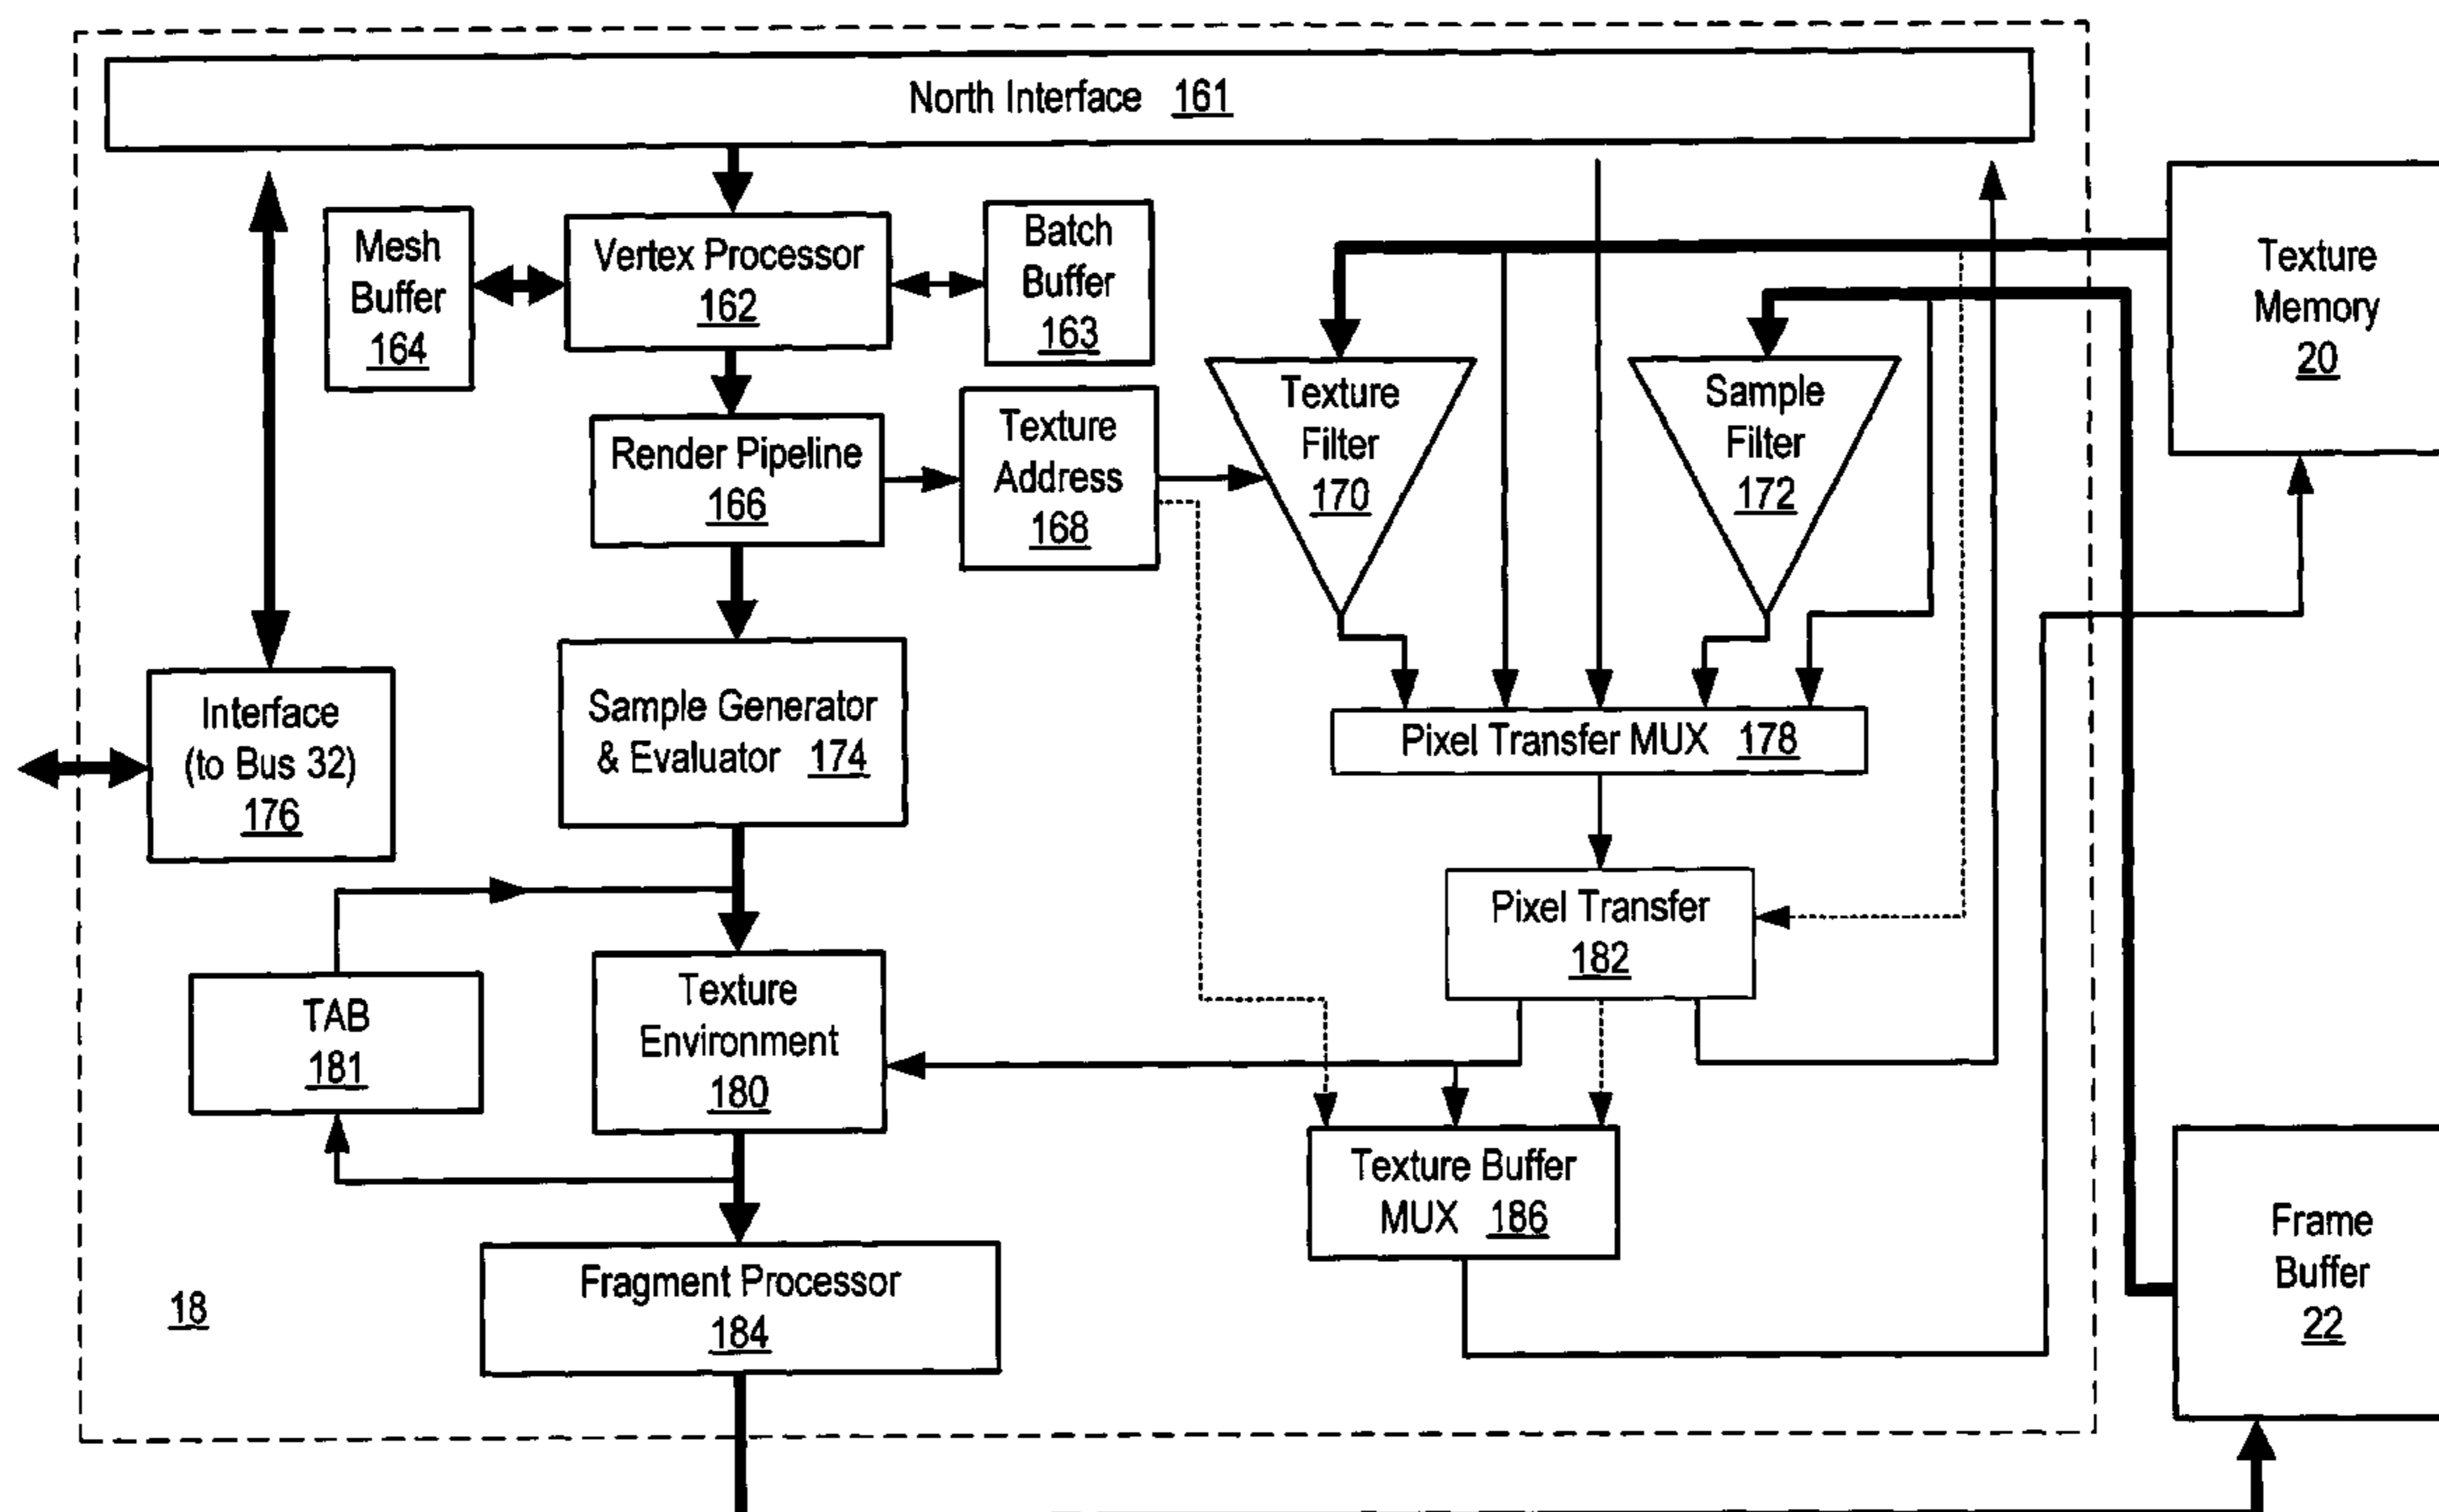 North Interface 161
Mesh
Buffer
164
Vertex Processor
162
Batch
Buffer
163
Texture
Memory
20
Render Pipeline
166
Texture
Address
168
Texture
Filter
170
Sample
Filter
172
Interface
(to Bus 32)
176
Sample Generator
& Evaluator 174
Pixel Transfer MUX 178
Pixel Transfer
182
TAB
181
Texture
Environment
180
Texture Buffer
MUX 186
Frame
Buffer
22
Fragment Processor
184
18